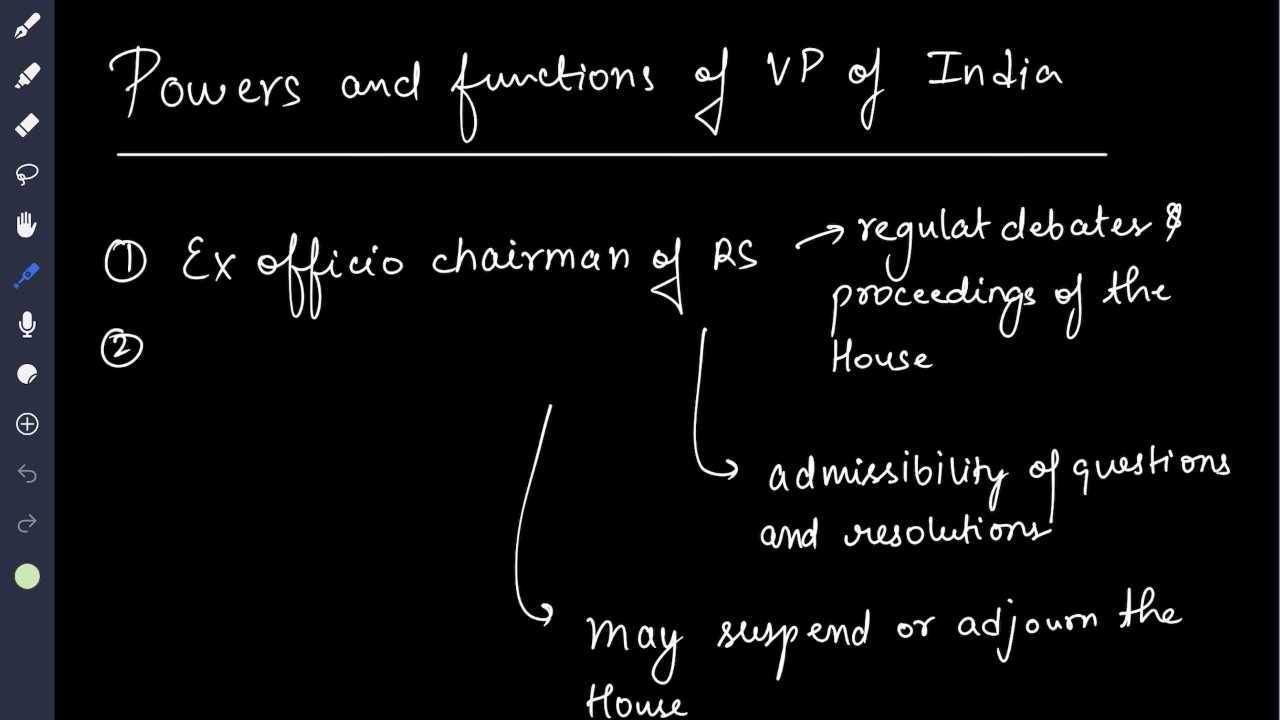 Powers and functions of VP of India
① Ex officio chairman of RS → regulat debates &
proceedings of the
House
②
admissibility of questions
and resolutions
may suspend or adjourn the
House